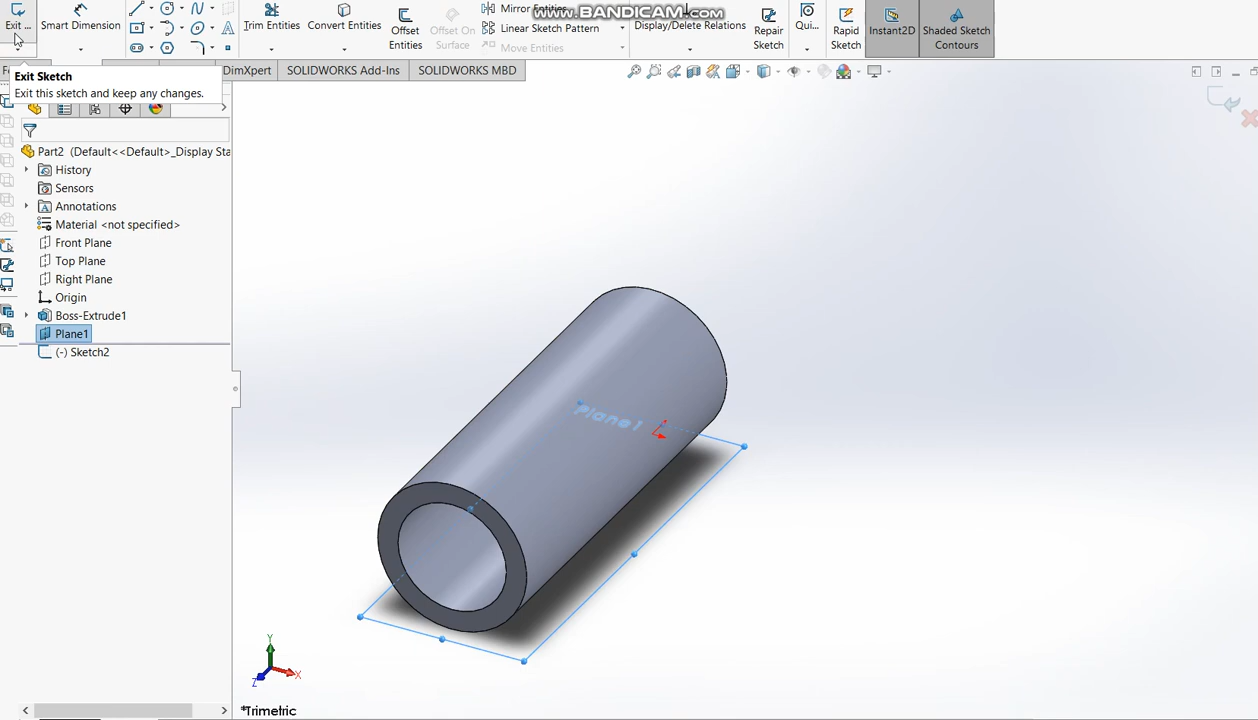 www.BANDICAM.com
Exit ...
Smart Dimension
Trim Entities
Convert Entities
Offset
Entities
Offset On
Surface
Mirror Entities
Linear Sketch Pattern
Move Entities
Display/Delete Relations
Repair
Sketch
Qui...
Rapid
Sketch
Instant2D
Shaded Sketch
Contours
DimXpert
SOLIDWORKS Add-Ins
SOLIDWORKS MBD
Exit Sketch
Exit this sketch and keep any changes.
Part2 (Default<<Default>_Display Sta
History
Sensors
Annotations
Material <not specified>
Front Plane
Top Plane
Right Plane
Origin
Boss-Extrude1
Plane1
(-) Sketch2
Plane1
Y
X
Z
*Trimetric